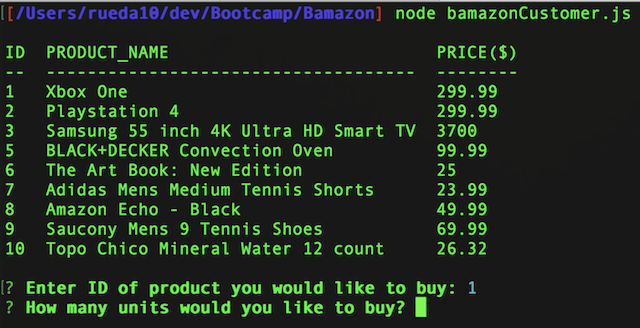 [[/Users/rueda10/dev/Bootcamp/Bamazon] node bamazonCustomer.js
ID  PRODUCT_NAME                          PRICE($)
--  ------------------------------------  --------
1   Xbox One                              299.99
2   Playstation 4                         299.99
3   Samsung 55 inch 4K Ultra HD Smart TV  3700
5   BLACK+DECKER Convection Oven          99.99
6   The Art Book: New Edition             25
7   Adidas Mens Medium Tennis Shorts      23.99
8   Amazon Echo - Black                   49.99
9   Saucony Mens 9 Tennis Shoes           69.99
10  Topo Chico Mineral Water 12 count     26.32
[? Enter ID of product you would like to buy: 1
? How many units would you like to buy?